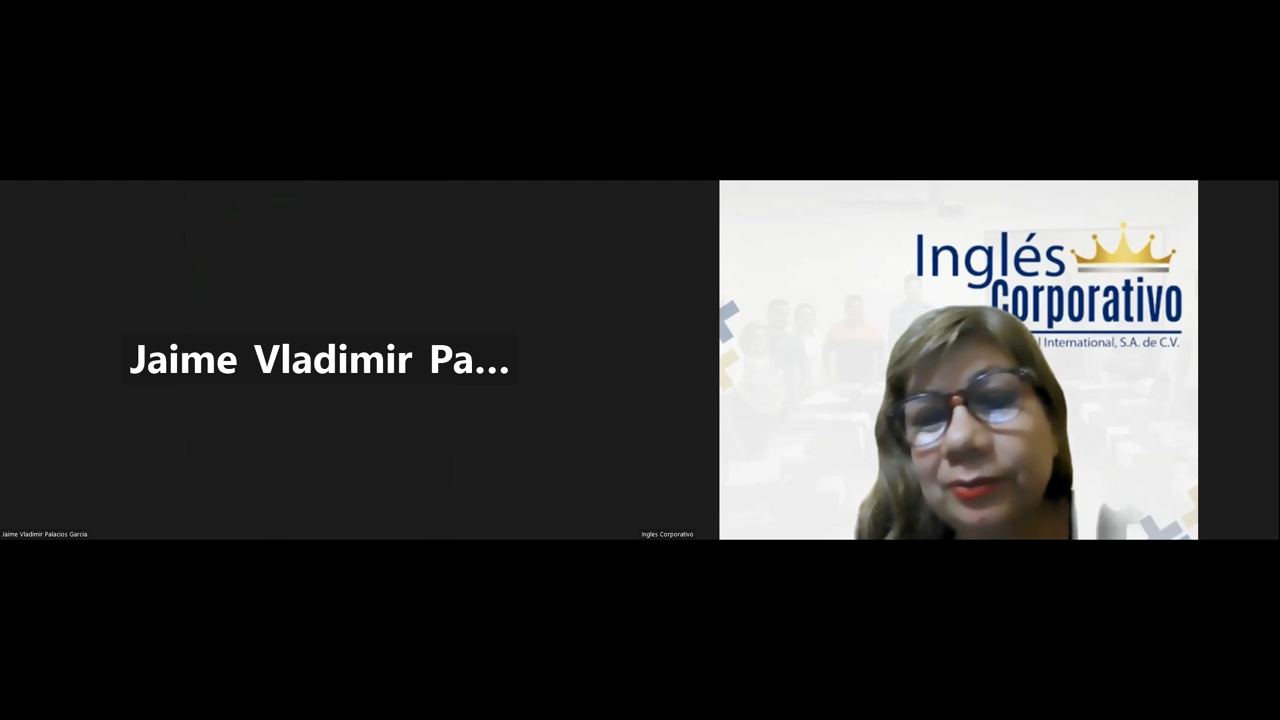 Jaime Vladimir Pa...
Jaime Vladimir Palacios Garcia
Ingles Corporativo
Inglés
Corporativo
International, S.A. de C.V.